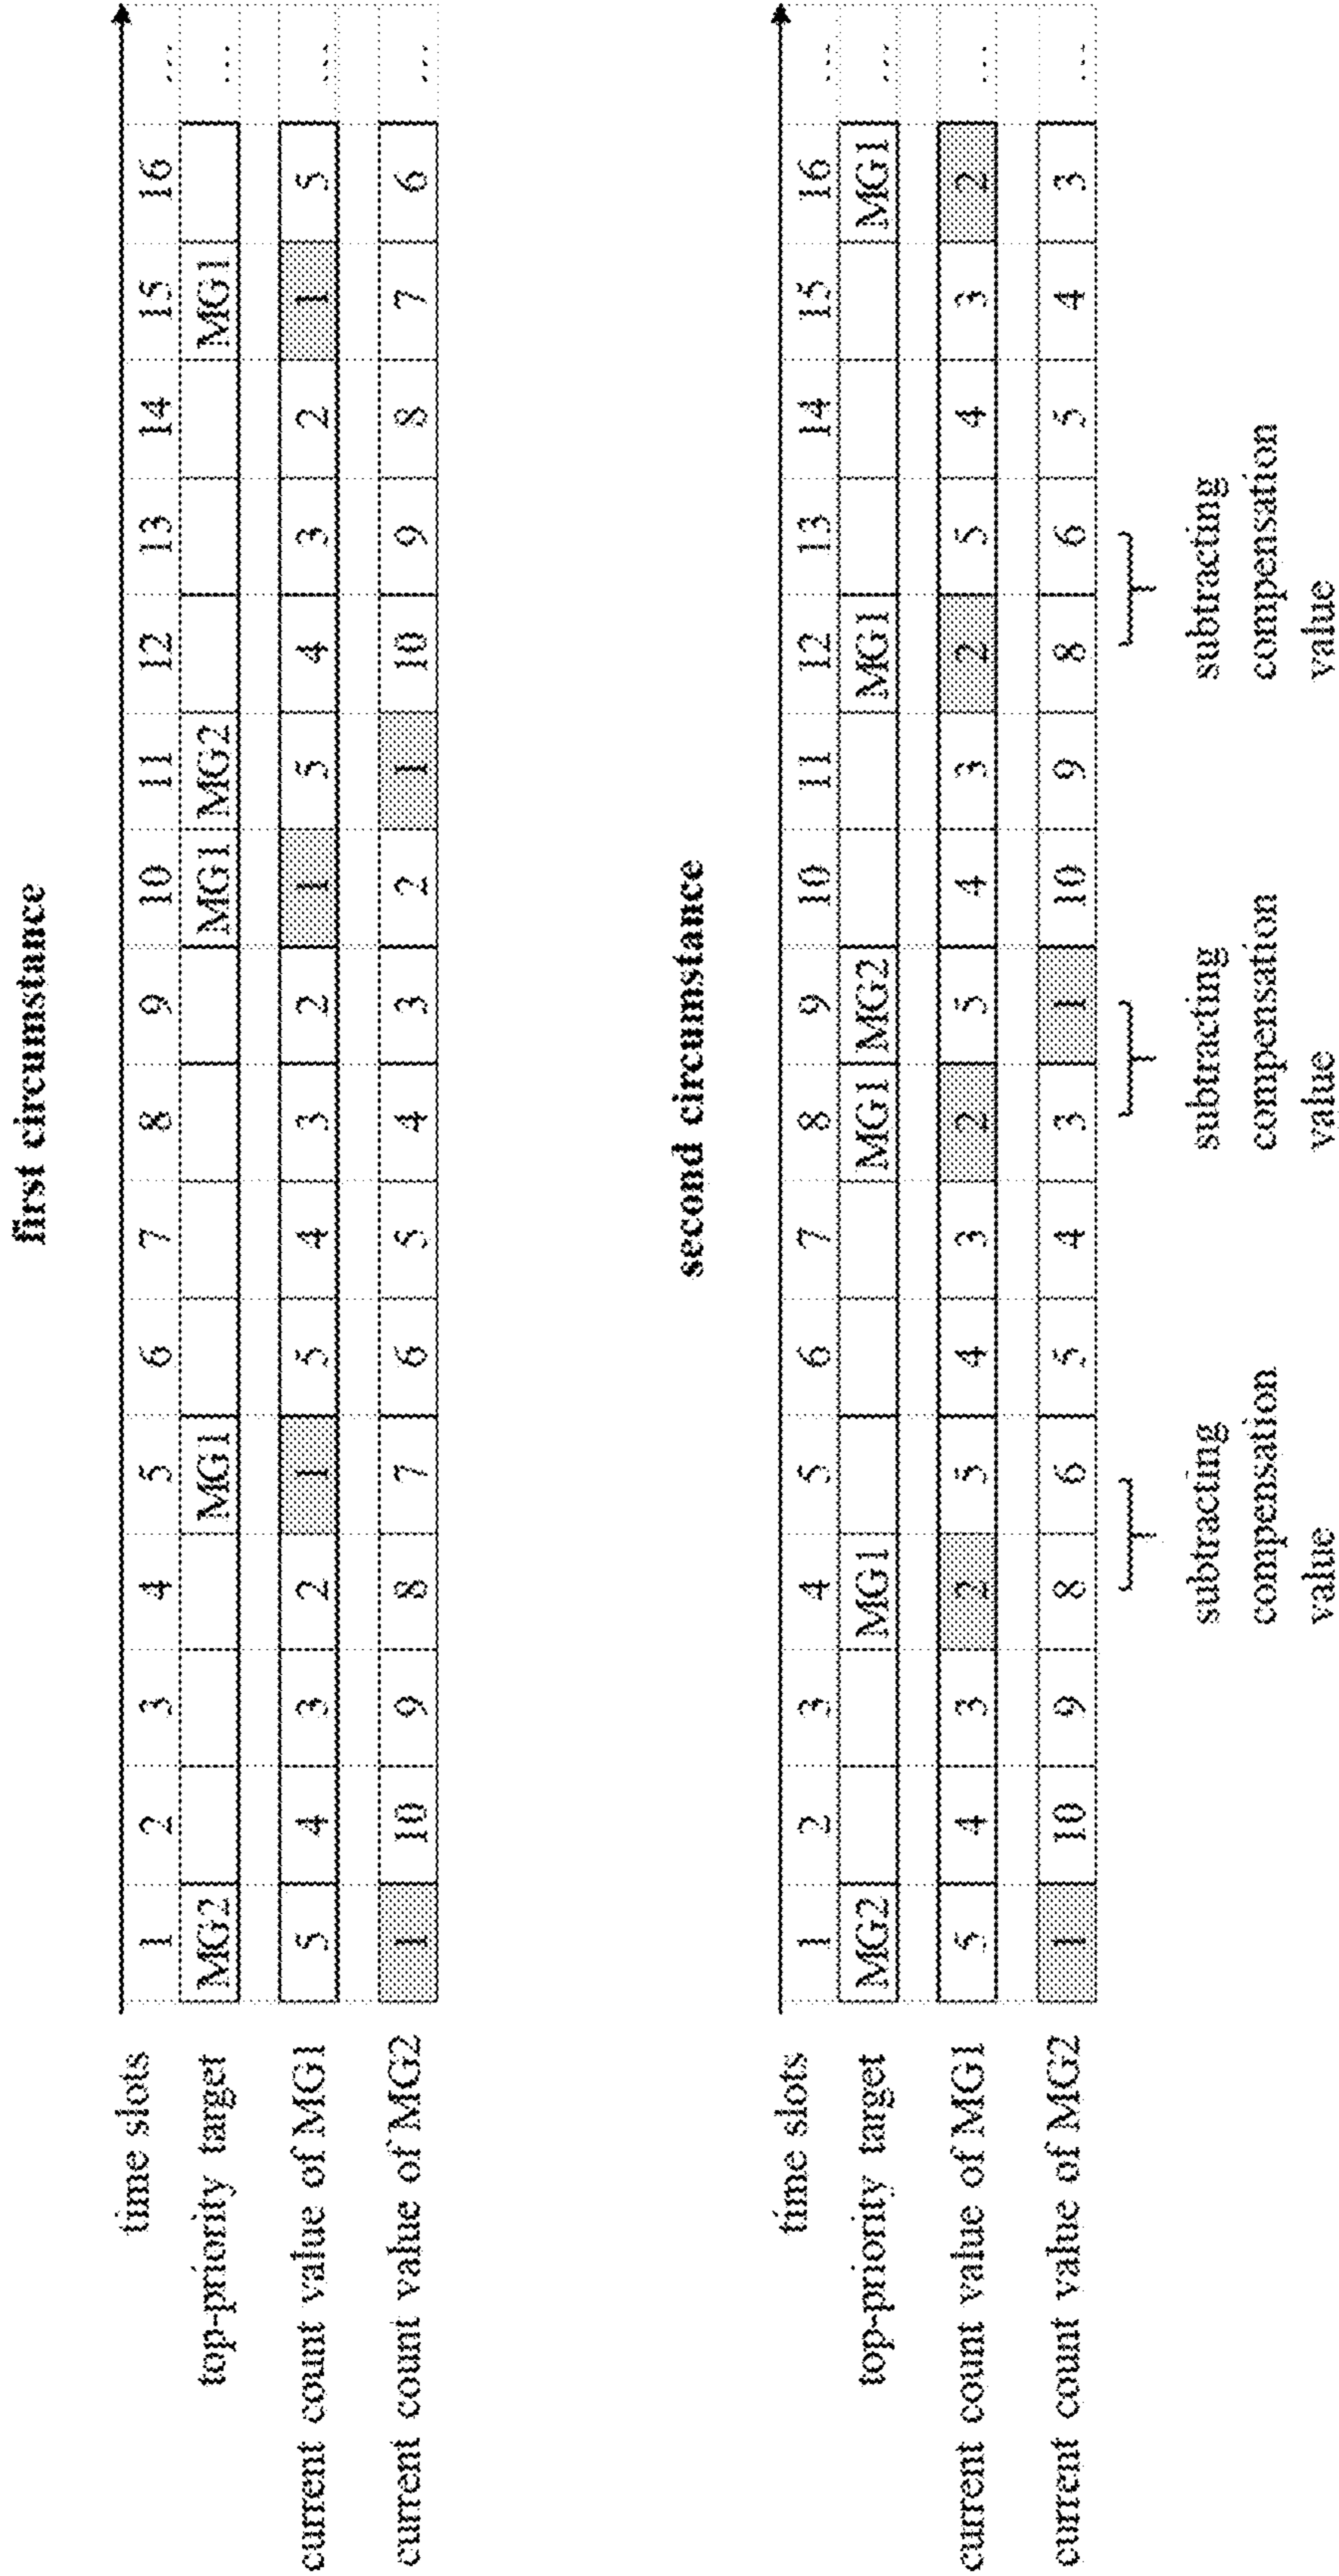 first circumstance
time slots 1 2 3 4 5 6 7 8 9 10 11 12 13 14 15 16 ...
top-priority target MG2 MG1 MG1 MG2 MG1 ...
current count value of MG1 5 4 3 2 1 5 4 3 2 1 5 4 3 2 1 5 ...
current count value of MG2 1 10 9 8 7 6 5 4 3 2 1 10 9 8 7 6 ...
second circumstance
time slots 1 2 3 4 5 6 7 8 9 10 11 12 13 14 15 16 ...
top-priority target MG2 MG1 MG1 MG2 MG1 MG1 ...
current count value of MG1 5 4 3 2 5 4 3 2 5 4 3 2 5 4 3 2 ...
current count value of MG2 1 10 9 8 6 5 4 3 1 10 9 8 6 5 4 3 ...
subtracting
compensation
value
subtracting
compensation
value
subtracting
compensation
value